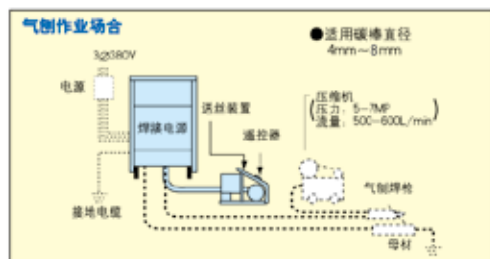 气刨作业场合
●适用碳棒直径
4mm～8mm
3∅380V
电源
焊接电源
送丝装置
遥控器
压缩机
压力：5-7MP
流量：500-600L/min
接地电缆
气刨焊枪
母材